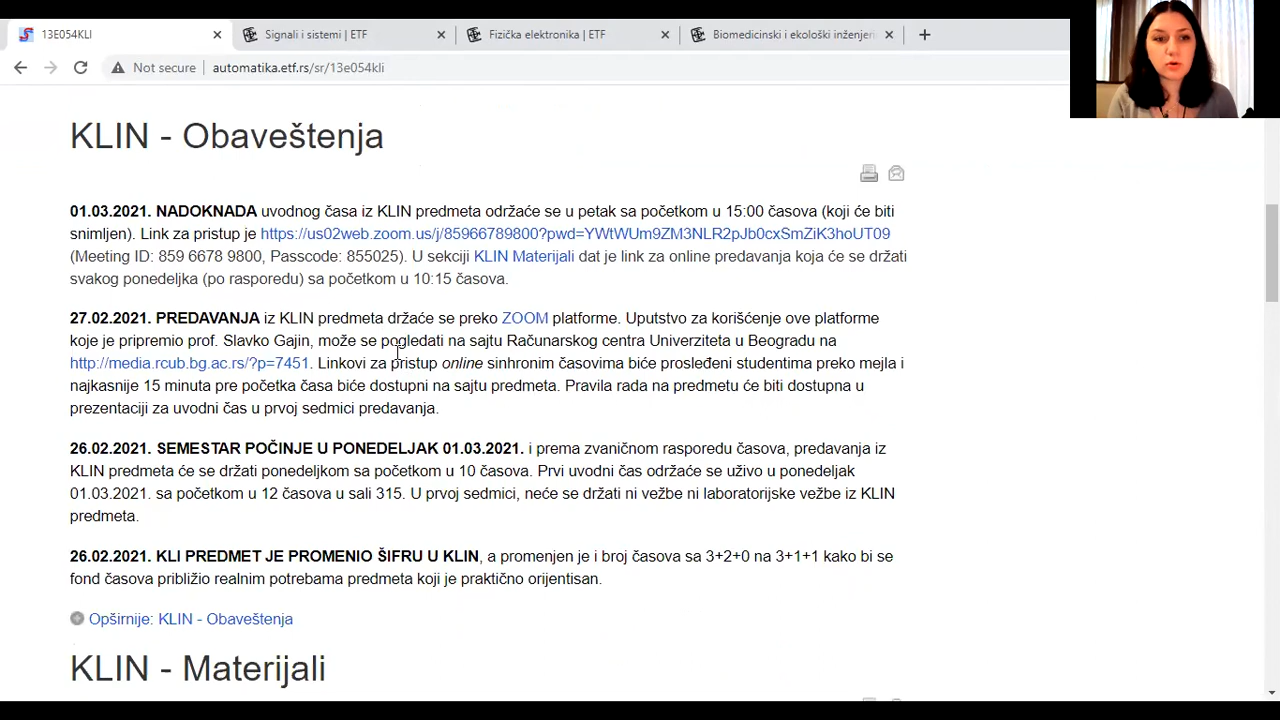 13E054KLI
Signali i sistemi | ETF
Fizička elektronika | ETF
Biomedicinski i ekološki inženjerin
Not secure
automatika.etf.rs/sr/13e054kli
KLIN - Obaveštenja
01.03.2021. NADOKNADA uvodnog časa iz KLIN predmeta održaće se u petak sa početkom u 15:00 časova (koji će biti
snimljen). Link za pristup je https://us02web.zoom.us/j/85966789800?pwd=YWtWUm9ZM3NLR2pJb0cxSmZiK3hoUT09
(Meeting ID: 859 6678 9800, Passcode: 855025). U sekciji KLIN Materijali dat je link za online predavanja koja će se držati
svakog ponedeljka (po rasporedu) sa početkom u 10:15 časova.
27.02.2021. PREDAVANJA iz KLIN predmeta držaće se preko ZOOM platforme. Uputstvo za korišćenje ove platforme
koje je pripremio prof. Slavko Gajin, može se pogledati na sajtu Računarskog centra Univerziteta u Beogradu na
http://media.rcub.bg.ac.rs/?p=7451. Linkovi za pristup online sinhronim časovima biće prosleđeni studentima preko mejla i
najkasnije 15 minuta pre početka časa biće dostupni na sajtu predmeta. Pravila rada na predmetu će biti dostupna u
prezentaciji za uvodni čas u prvoj sedmici predavanja.
26.02.2021. SEMESTAR POČINJE U PONEDELJAK 01.03.2021. i prema zvaničnom rasporedu časova, predavanja iz
KLIN predmeta će se držati ponedeljkom sa početkom u 10 časova. Prvi uvodni čas održaće se uživo u ponedeljak
01.03.2021. sa početkom u 12 časova u sali 315. U prvoj sedmici, neće se držati ni vežbe ni laboratorijske vežbe iz KLIN
predmeta.
26.02.2021. KLI PREDMET JE PROMENIO ŠIFRU U KLIN, a promenjen je i broj časova sa 3+2+0 na 3+1+1 kako bi se
fond časova približio realnim potrebama predmeta koji je praktično orijentisan.
Opširnije: KLIN - Obaveštenja
KLIN - Materijali